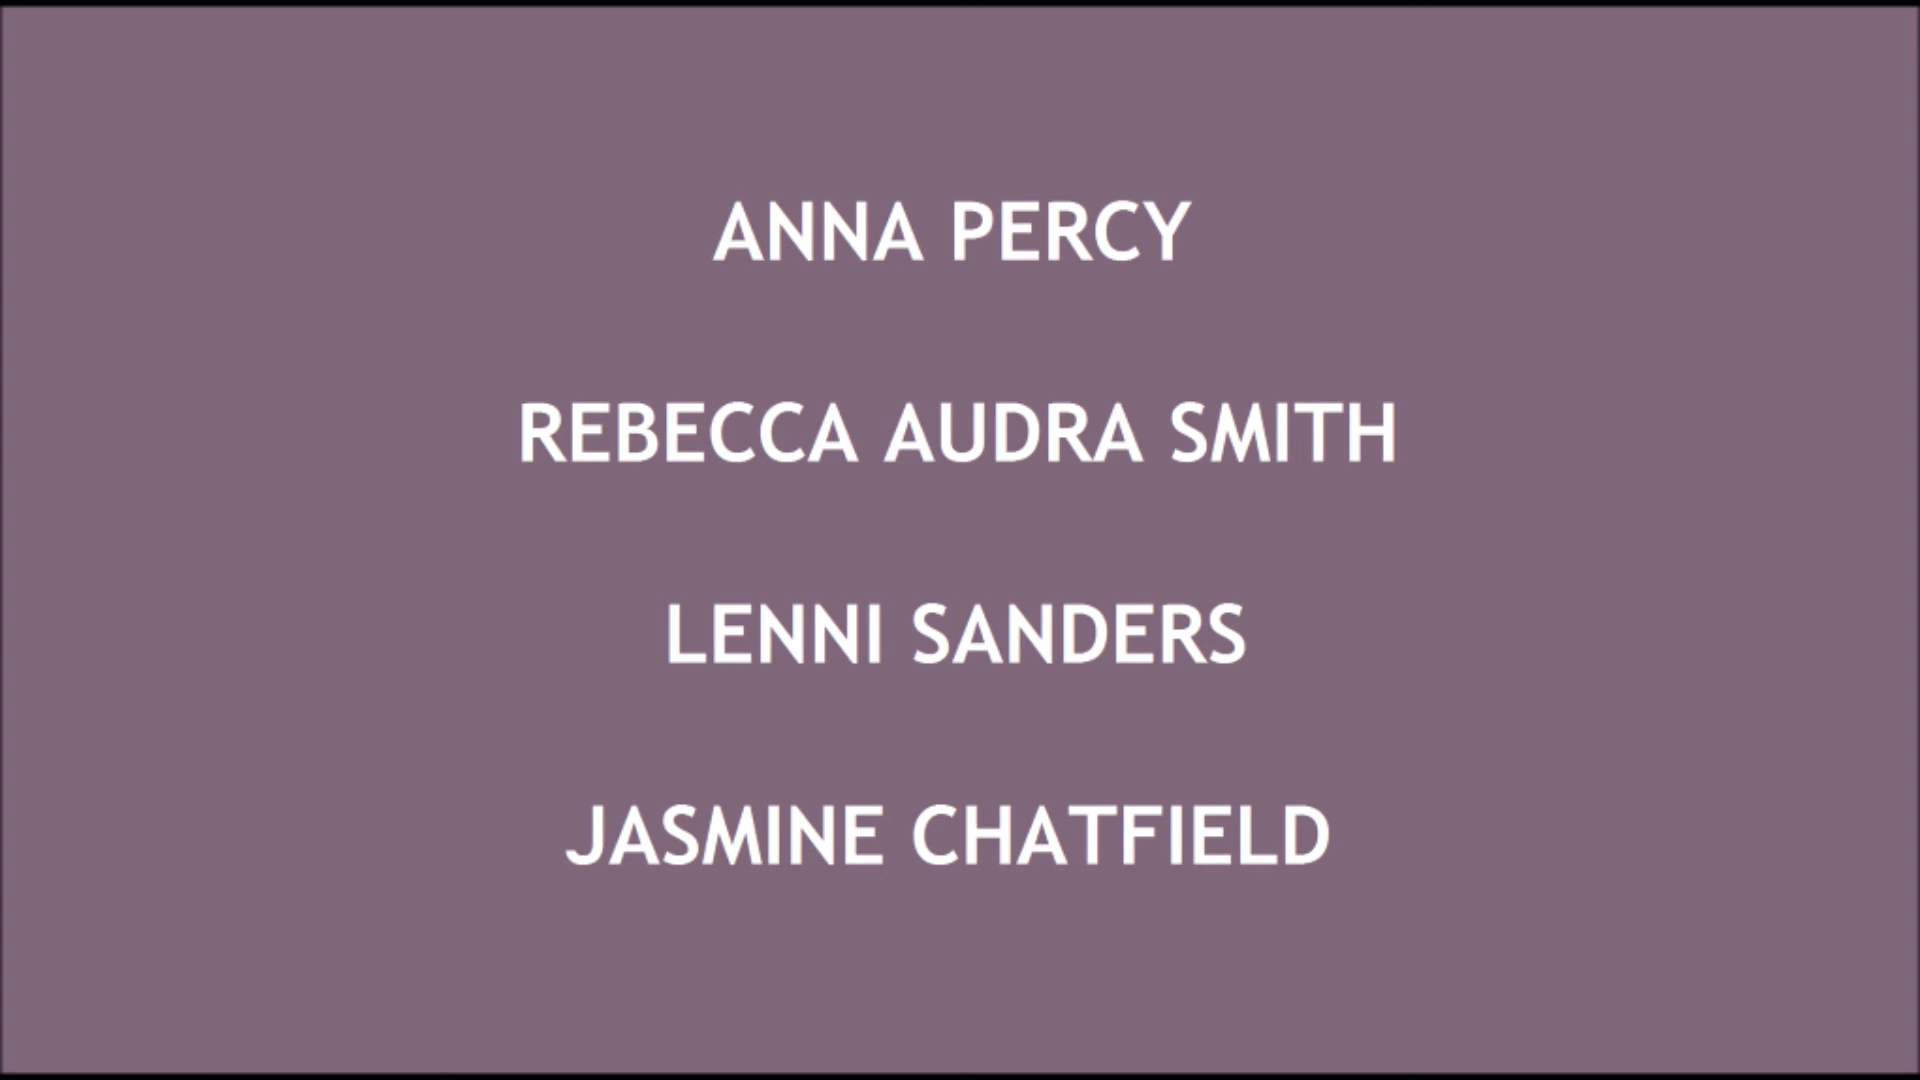 ANNA PERCY
REBECCA AUDRA SMITH
LENNI SANDERS
JASMINE CHATFIELD